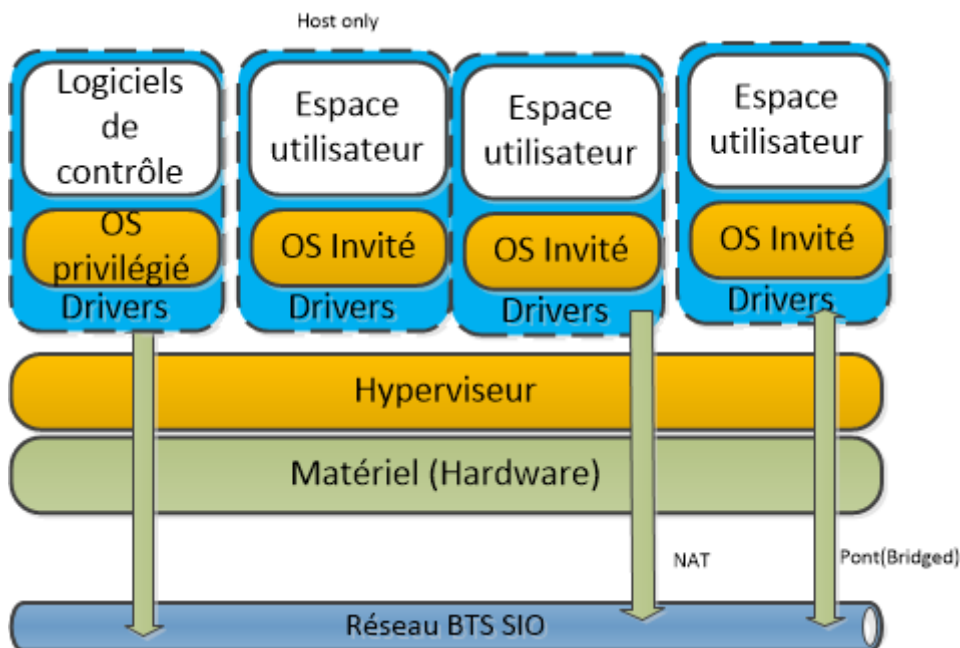 Host only
Logiciels
de
contrôle
OS
privilégié
Drivers
Espace
utilisateur
OS Invité
Drivers
Espace
utilisateur
OS Invité
Drivers
Espace
utilisateur
OS Invité
Drivers
Hyperviseur
Matériel (Hardware)
NAT
Pont(Bridged)
Réseau BTS SIO